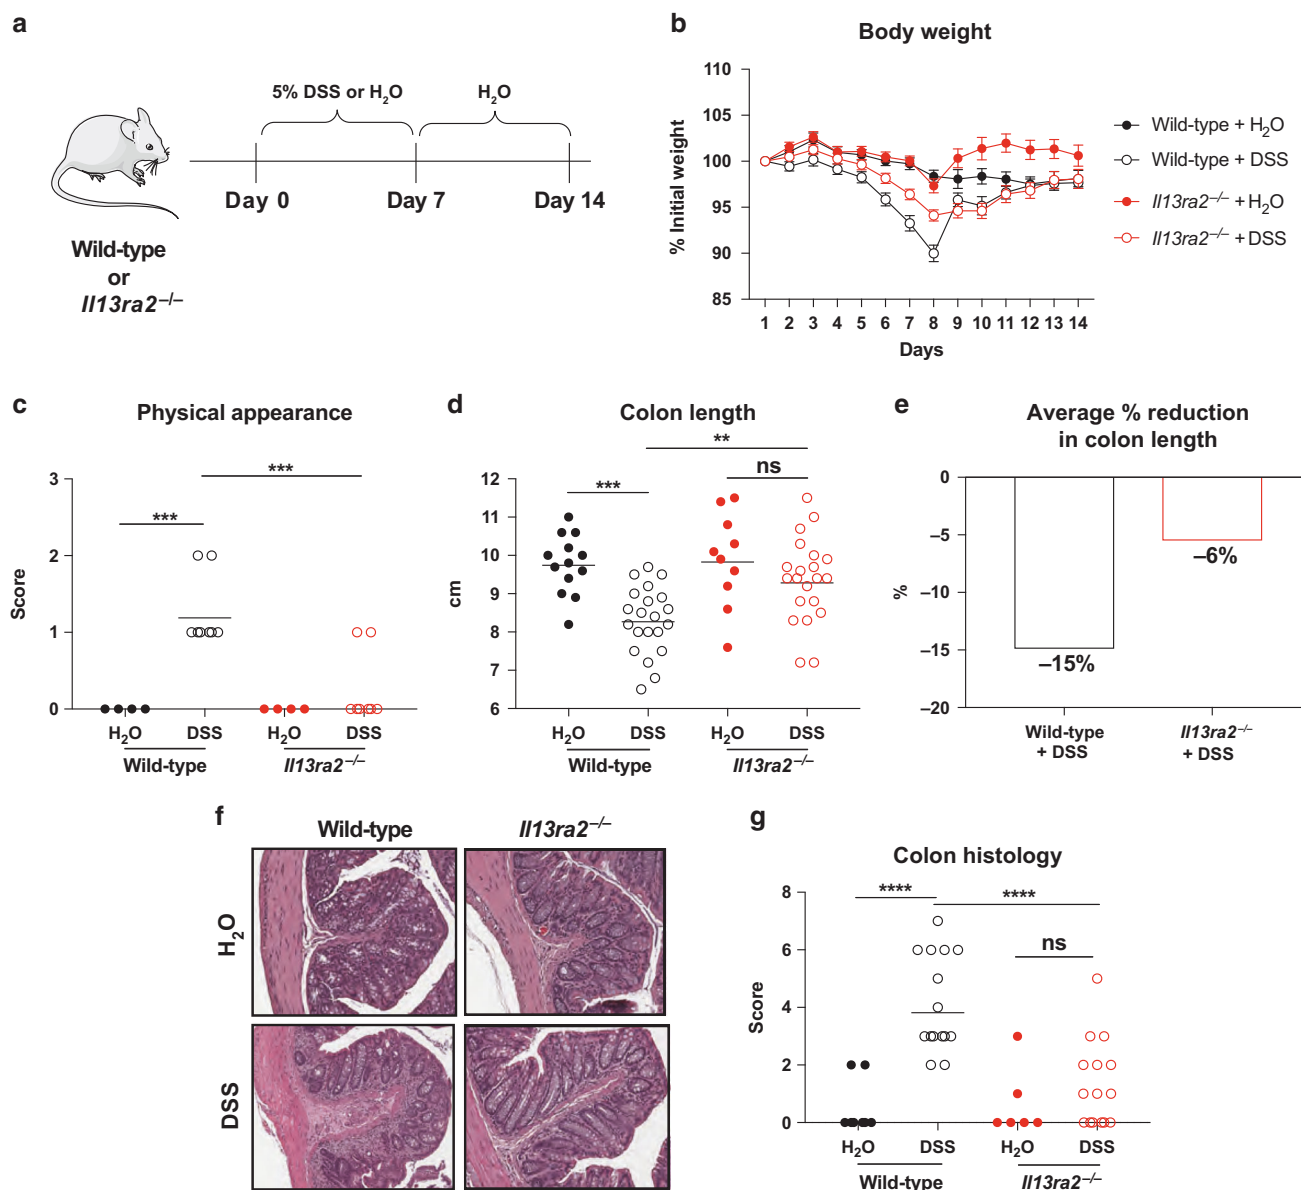 a
5% DSS or H₂O
H₂O
Day 0
Day 7
Day 14
Wild-type
or
Il13ra2⁻/⁻
b
Body weight
110
105
100
95
90
85
% Initial weight
1 2 3 4 5 6 7 8 9 10 11 12 13 14
Days
Wild-type + H₂O
Wild-type + DSS
Il13ra2⁻/⁻ + H₂O
Il13ra2⁻/⁻ + DSS
c
Physical appearance
***
***
3
2
1
0
Score
H₂O DSS H₂O DSS
Wild-type Il13ra2⁻/⁻
d
Colon length
**
***
ns
12
11
10
9
8
7
6
cm
H₂O DSS H₂O DSS
Wild-type Il13ra2⁻/⁻
e
Average % reduction
in colon length
0
–5
–10
–15
–20
%
–15%
–6%
Wild-type
+ DSS
Il13ra2⁻/⁻
+ DSS
f
Wild-type Il13ra2⁻/⁻
H₂O
DSS
g
Colon histology
****
****
ns
8
6
4
2
0
Score
H₂O DSS H₂O DSS
Wild-type Il13ra2⁻/⁻